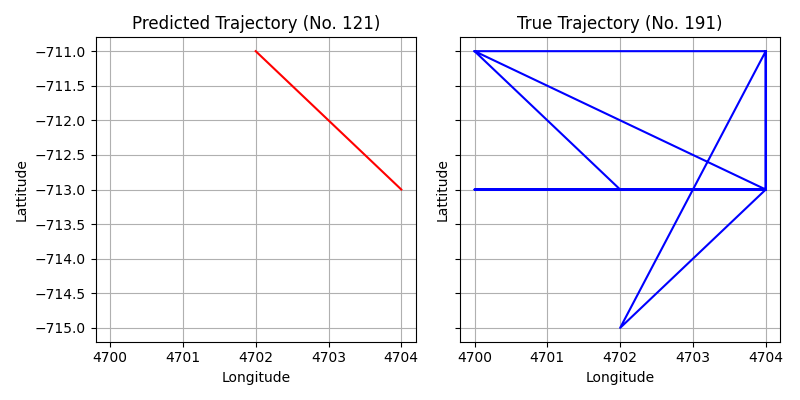 Predicted Trajectory (No. 121)
True Trajectory (No. 191)
−711.0
−711.5
−712.0
−712.5
−713.0
−713.5
−714.0
−714.5
−715.0
Lattitude
Lattitude
4700 4701 4702 4703 4704
4700 4701 4702 4703 4704
Longitude
Longitude